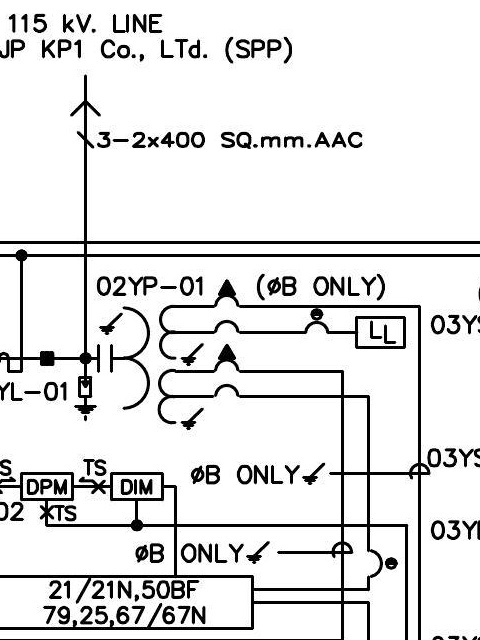 115 kV. LINE
JP KP1 Co., LTd. (SPP)
3-2x400 SQ.mm.AAC
02YP-01 (ØB ONLY)
LL
03YS
YL-01
03YS
S
TS
ØB ONLY
DPM
DIM
02
TS
03Y
ØB ONLY
21/21N,50BF
79,25,67/67N
03YS